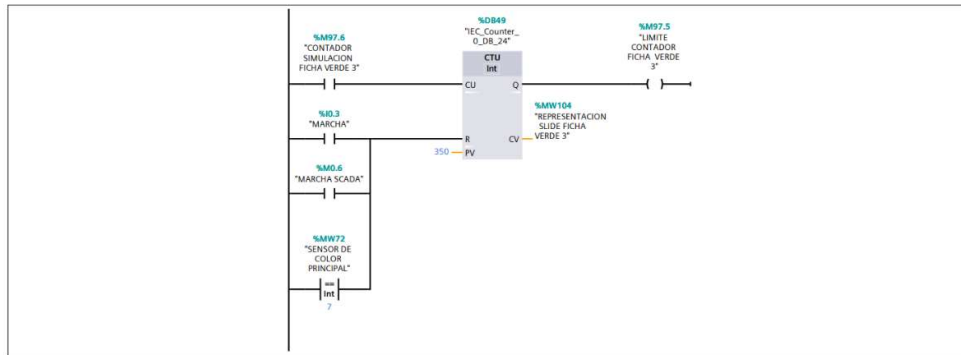 %M97.6
"CONTADOR
SIMULACION
FICHA VERDE 3"
%DB49
"IEC_Counter_
0_DB_24"
CTU
Int
CU
Q
%M97.5
"LIMITE
CONTADOR
FICHA VERDE
3"
%I0.3
"MARCHA"
R
CV
%MW104
"REPRESENTACION
SLIDE FICHA
VERDE 3"
350
PV
%M0.6
"MARCHA SCADA"
%MW72
"SENSOR DE
COLOR
PRINCIPAL"
==
Int
7